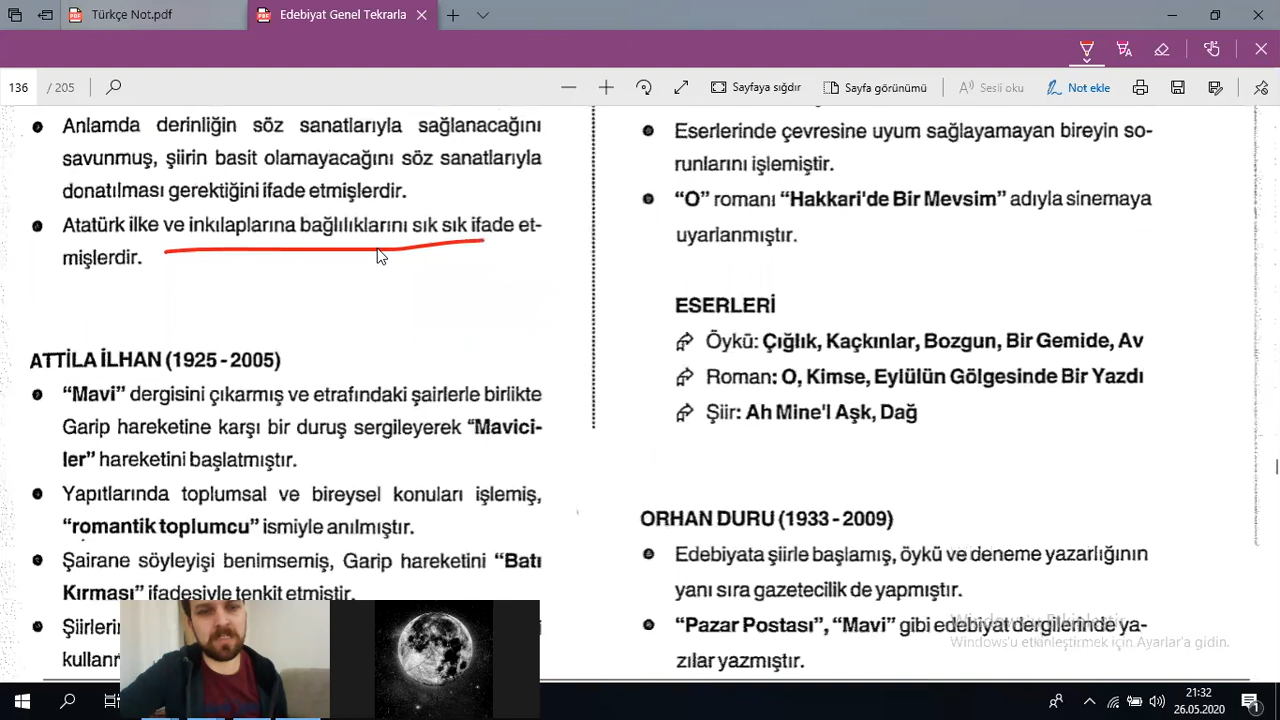 Türkçe Not.pdf
Edebiyat Genel Tekrarla
136 / 205
Sayfaya sığdır
Sayfa görünümü
Sesli oku
Not ekle
Anlamda derinliğin söz sanatlarıyla sağlanacağını
savunmuş, şiirin basit olamayacağını söz sanatlarıyla
donatılması gerektiğini ifade etmişlerdir.
Atatürk ilke ve inkılaplarına bağlılıklarını sık sık ifade et-
mişlerdir.
ATTİLA İLHAN (1925 - 2005)
“Mavi” dergisini çıkarmış ve etrafındaki şairlerle birlikte
Garip hareketine karşı bir duruş sergileyerek “Mavici-
ler” hareketini başlatmıştır.
Yapıtlarında toplumsal ve bireysel konuları işlemiş,
“romantik toplumcu” ismiyle anılmıştır.
Şairane söyleyişi benimsemiş, Garip hareketini “Batı
Kırması” ifadesiyle tenkit etmiştir.
Eserlerinde çevresine uyum sağlayamayan bireyin so-
runlarını işlemiştir.
“O” romanı “Hakkari'de Bir Mevsim” adıyla sinemaya
uyarlanmıştır.
ESERLERİ
Öykü: Çığlık, Kaçkınlar, Bozgun, Bir Gemide, Av
Roman: O, Kimse, Eylülün Gölgesinde Bir Yazdı
Şiir: Ah Mine'l Aşk, Dağ
ORHAN DURU (1933 - 2009)
Edebiyata şiirle başlamış, öykü ve deneme yazarlığının
yanı sıra gazetecilik de yapmıştır.
“Pazar Postası”, “Mavi” gibi edebiyat dergilerinde ya-
zılar yazmıştır.
Windows'u Etkinleştir
Windows'u etkinleştirmek için Ayarlar'a gidin.
21:32
26.05.2020